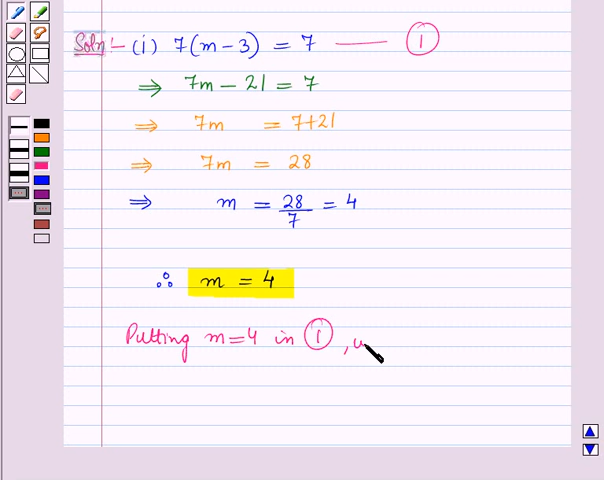 Soln:- (i) 7(m-3) = 7 —— ①
⇒ 7m - 21 = 7
⇒ 7m = 7+21
⇒ 7m = 28
⇒ m = 28/7 = 4
∴ m = 4
Putting m=4 in ①,